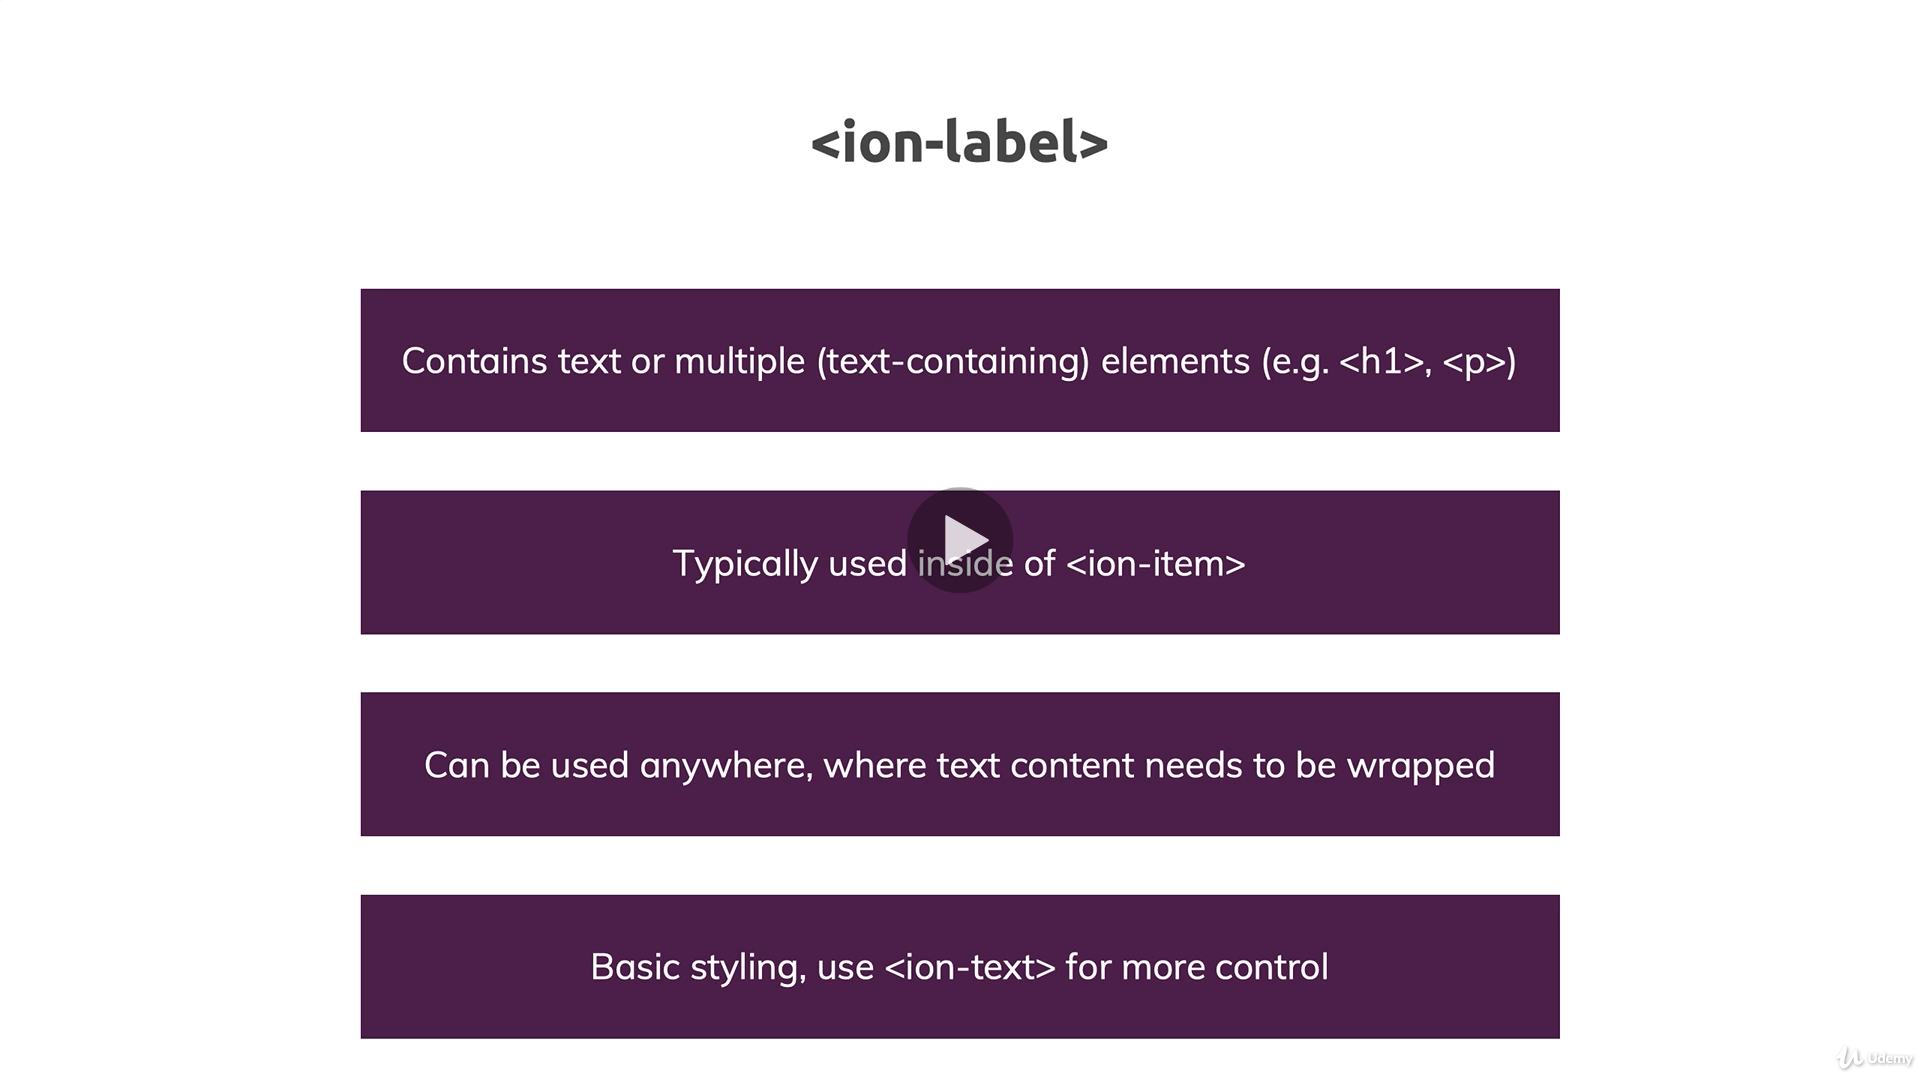 <ion-label>
Contains text or multiple (text-containing) elements (e.g. <h1>, <p>)
Typically used inside of <ion-item>
Can be used anywhere, where text content needs to be wrapped
Basic styling, use <ion-text> for more control
Udemy